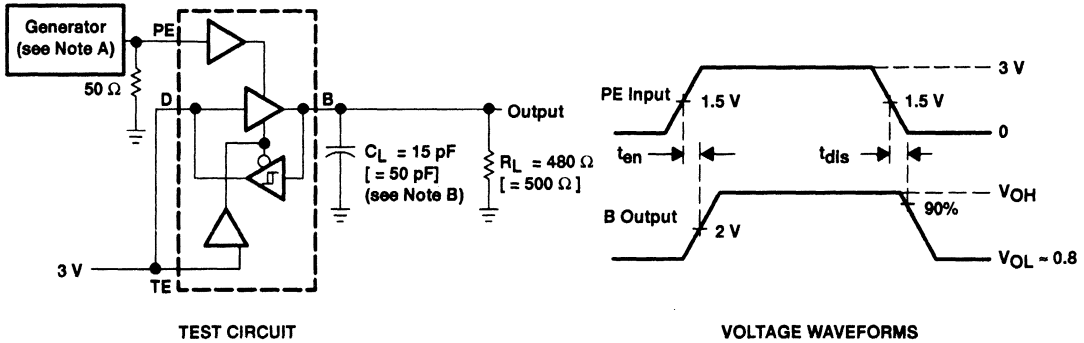 Generator
(see Note A)
PE
50 Ω
D
B
Output
C_L = 15 pF
[ = 50 pF]
(see Note B)
R_L = 480 Ω
[ = 500 Ω ]
3 V
TE
TEST CIRCUIT
PE Input
1.5 V
1.5 V
3 V
0
t_en
t_dis
B Output
2 V
90%
V_OH
V_OL ~ 0.8
VOLTAGE WAVEFORMS